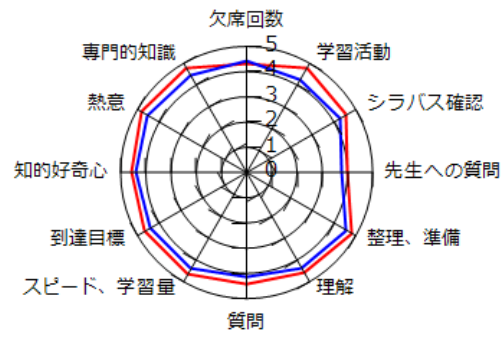 欠席回数
専門的知識
学習活動
熱意
シラバス確認
知的好奇心
先生への質問
到達目標
整理、準備
スピード、学習量
理解
質問
5
4
3
2
1
0